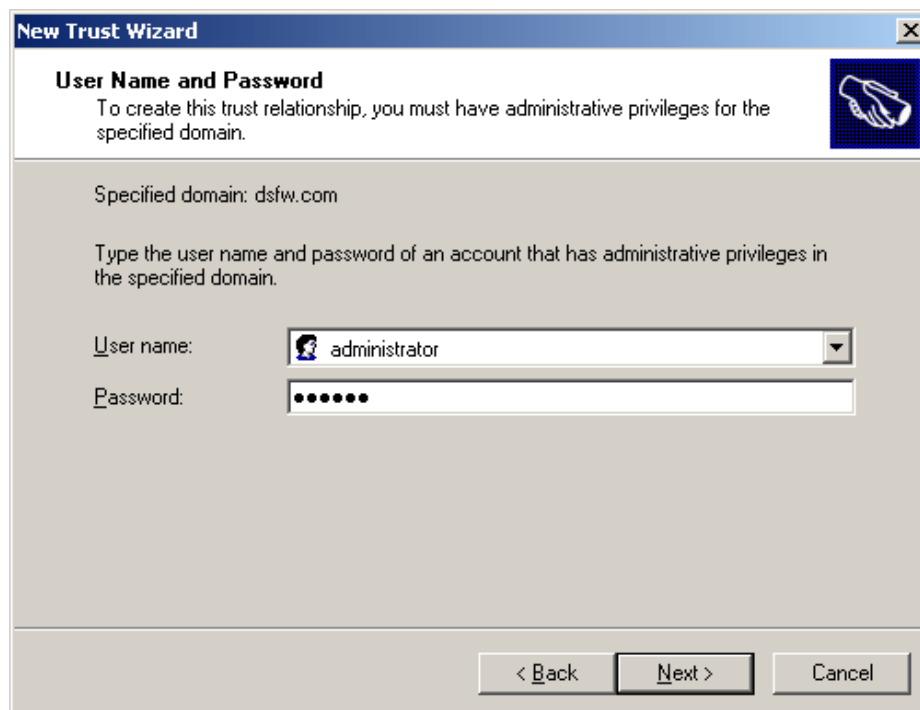 New Trust Wizard
User Name and Password
To create this trust relationship, you must have administrative privileges for the
specified domain.
Specified domain: dsfw.com
Type the user name and password of an account that has administrative privileges in
the specified domain.
User name: administrator
Password: ●●●●●●
< Back Next > Cancel